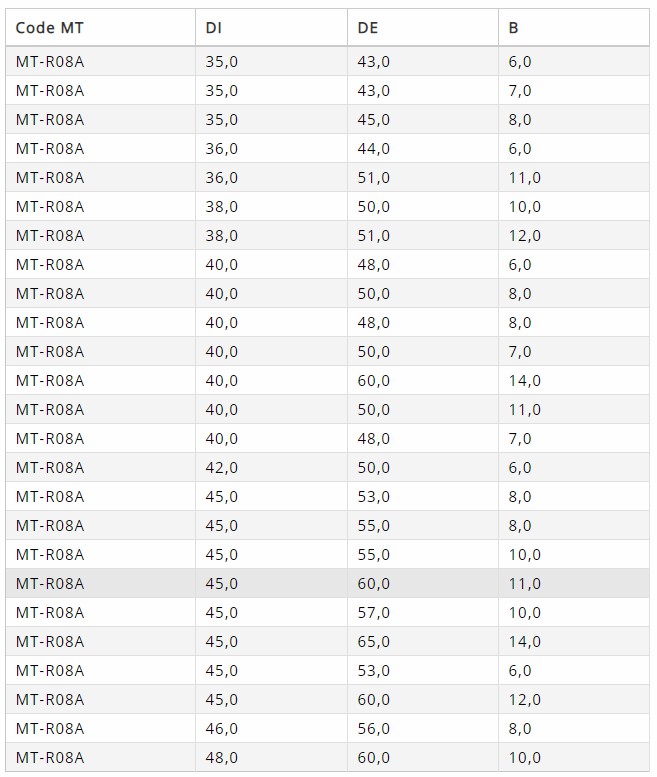 Code MT DI DE B
MT-R08A 35,0 43,0 6,0
MT-R08A 35,0 43,0 7,0
MT-R08A 35,0 45,0 8,0
MT-R08A 36,0 44,0 6,0
MT-R08A 36,0 51,0 11,0
MT-R08A 38,0 50,0 10,0
MT-R08A 38,0 51,0 12,0
MT-R08A 40,0 48,0 6,0
MT-R08A 40,0 50,0 8,0
MT-R08A 40,0 48,0 8,0
MT-R08A 40,0 50,0 7,0
MT-R08A 40,0 60,0 14,0
MT-R08A 40,0 50,0 11,0
MT-R08A 40,0 48,0 7,0
MT-R08A 42,0 50,0 6,0
MT-R08A 45,0 53,0 8,0
MT-R08A 45,0 55,0 8,0
MT-R08A 45,0 55,0 10,0
MT-R08A 45,0 60,0 11,0
MT-R08A 45,0 57,0 10,0
MT-R08A 45,0 65,0 14,0
MT-R08A 45,0 53,0 6,0
MT-R08A 45,0 60,0 12,0
MT-R08A 46,0 56,0 8,0
MT-R08A 48,0 60,0 10,0